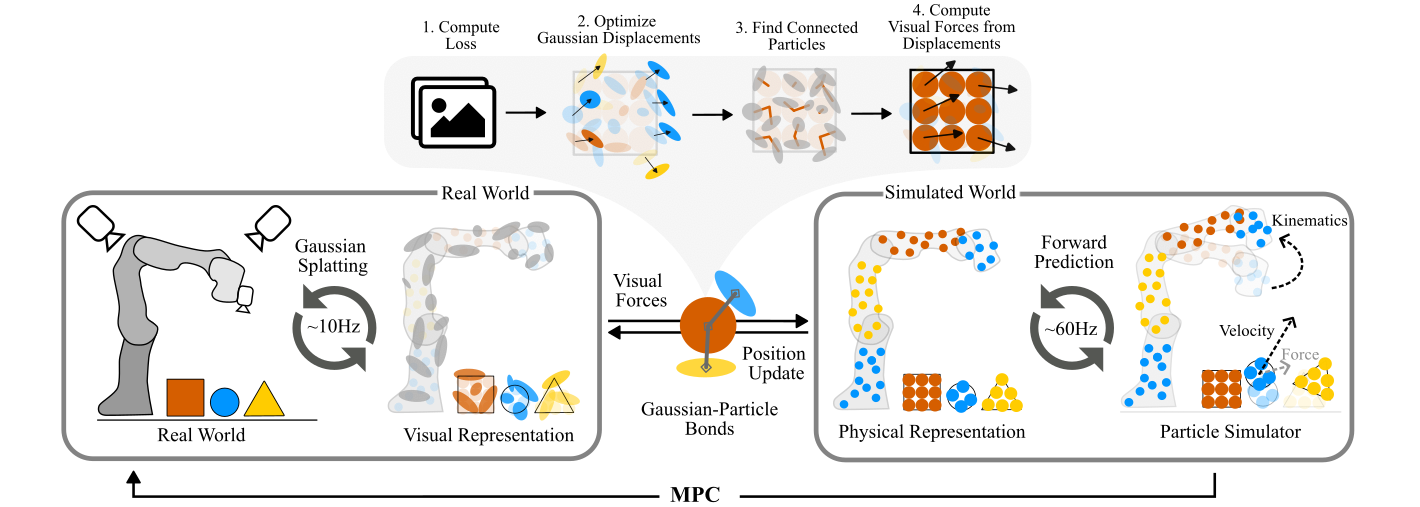 1. Compute
Loss
2. Optimize
Gaussian Displacements
3. Find Connected
Particles
4. Compute
Visual Forces from
Displacements
Real World
Simulated World
Gaussian
Splatting
~10Hz
Visual
Forces
Position
Update
Gaussian-Particle
Bonds
Forward
Prediction
~60Hz
Kinematics
Velocity
Force
Real World
Visual Representation
Physical Representation
Particle Simulator
MPC